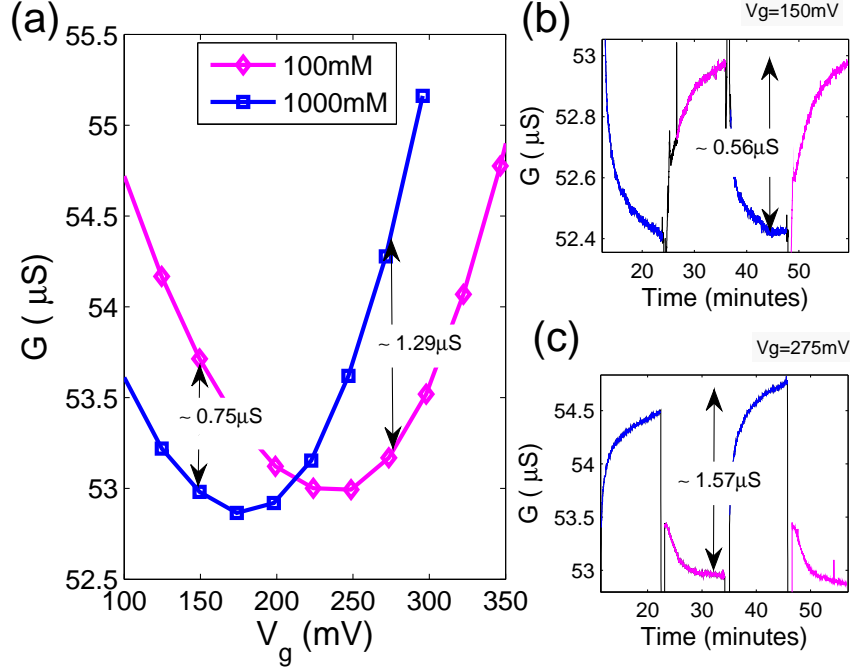 (a)
55.5
55
54.5
54
53.5
53
52.5
100
150
200
250
300
350
G ( μS)
V_g (mV)
100mM
1000mM
~ 0.75μS
~ 1.29μS
(b)
Vg=150mV
53
52.8
52.6
52.4
20
30
40
50
G ( μS)
Time (minutes)
~ 0.56μS
(c)
Vg=275mV
54.5
54
53.5
53
20
30
40
50
G ( μS)
Time (minutes)
~ 1.57μS